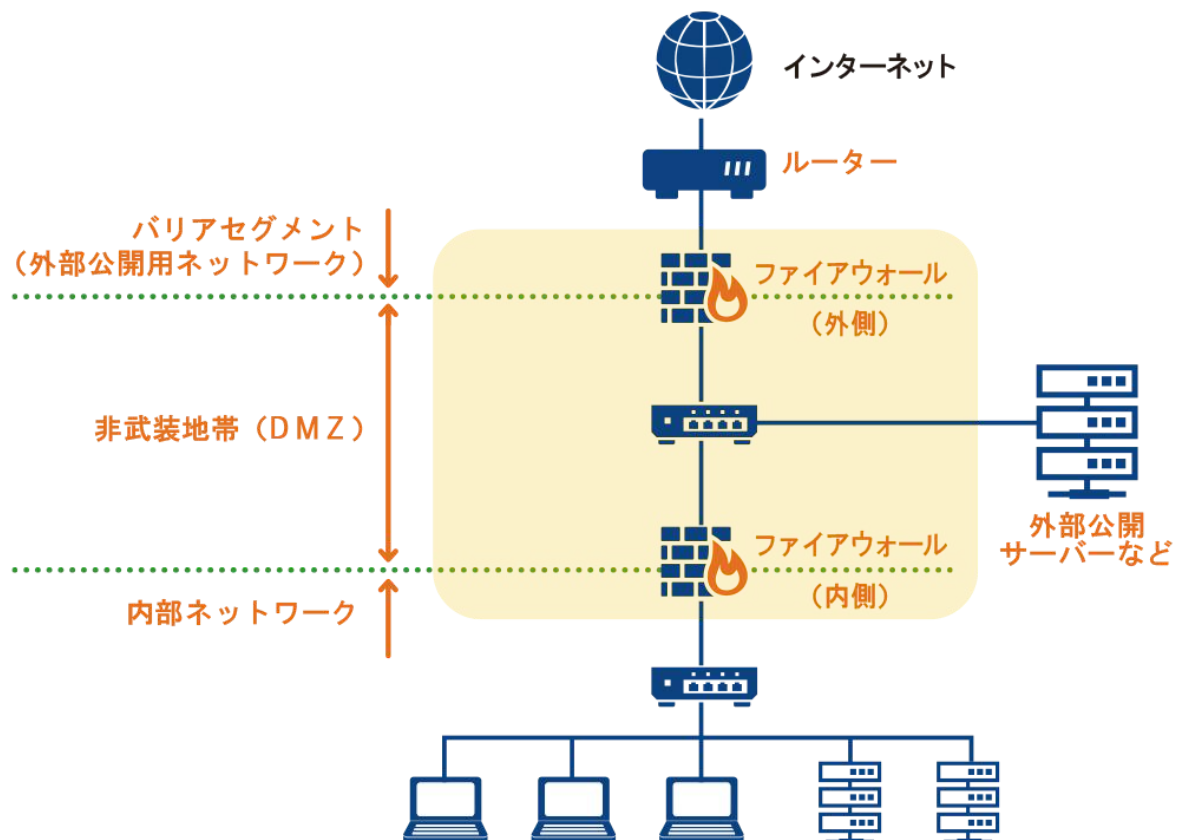 インターネット
ルーター
バリアセグメント
（外部公開用ネットワーク）
ファイアウォール
（外側）
非武装地帯（ＤＭＺ）
外部公開
サーバーなど
ファイアウォール
（内側）
内部ネットワーク